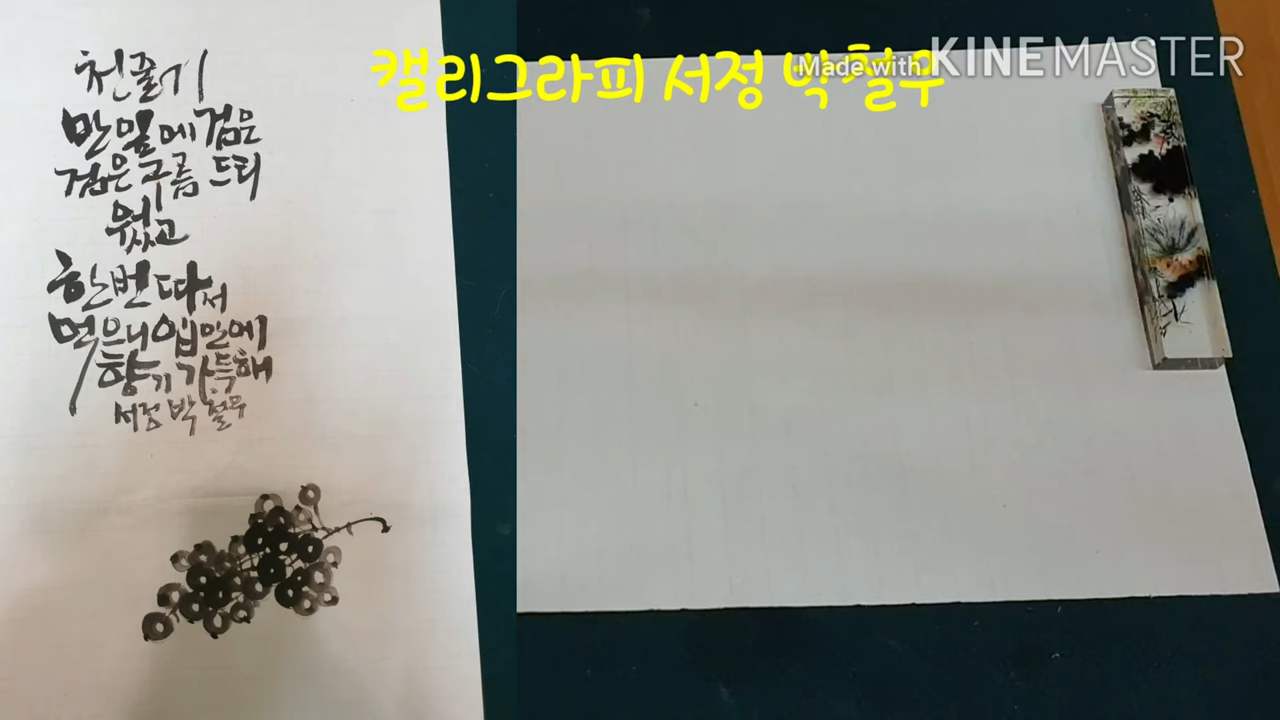 캘리그라피 서정 박철우
Made with KINEMASTER
천줄기
만잎에 검은
검은구름 드리
웠고
한번 따서
먹으니 입안에
향기 가득해
서정 박 철우